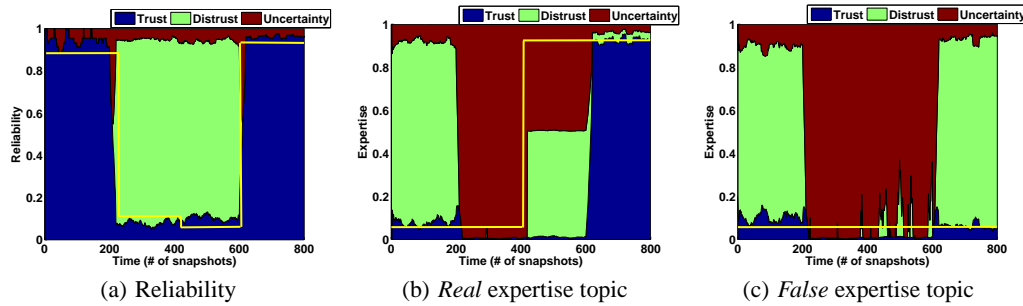 Trust Distrust Uncertainty
1
0.8
0.6
0.4
0.2
0
Reliability
0 200 400 600 800
Time (# of snapshots)
(a) Reliability
Trust Distrust Uncertainty
1
0.8
0.6
0.4
0.2
0
Expertise
0 200 400 600 800
Time (# of snapshots)
(b) Real expertise topic
Trust Distrust Uncertainty
1
0.8
0.6
0.4
0.2
0
Expertise
0 200 400 600 800
Time (# of snapshots)
(c) False expertise topic